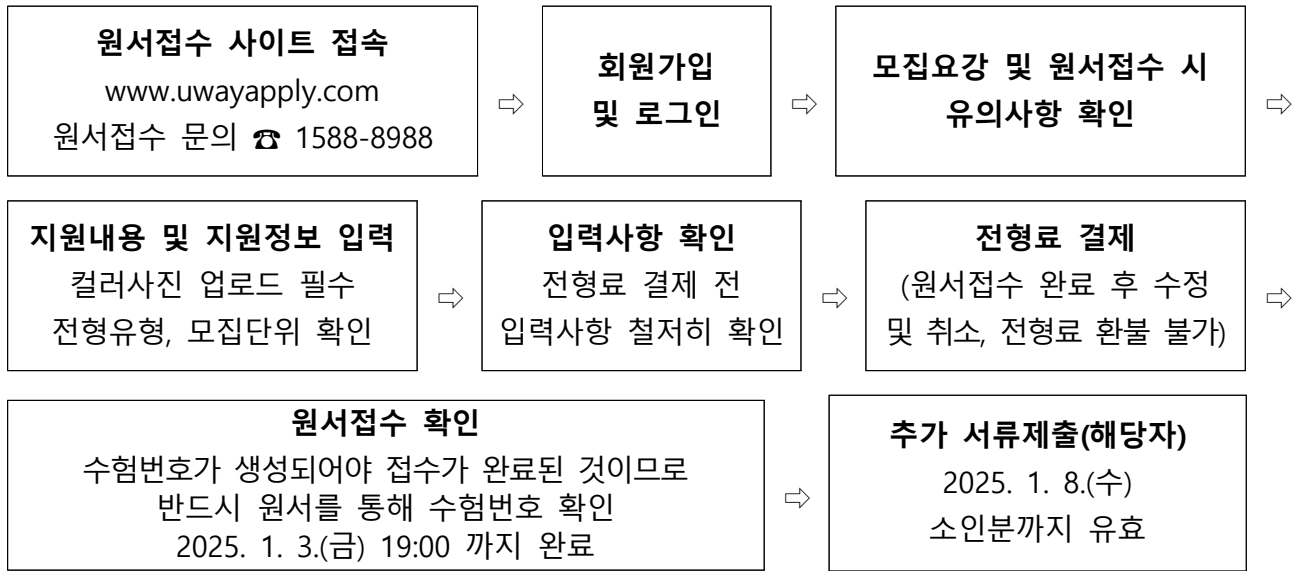 원서접수 사이트 접속
www.uwayapply.com
원서접수 문의 ☎ 1588-8988
⇨
회원가입
및 로그인
⇨
모집요강 및 원서접수 시
유의사항 확인
⇨
지원내용 및 지원정보 입력
컬러사진 업로드 필수
전형유형, 모집단위 확인
⇨
입력사항 확인
전형료 결제 전
입력사항 철저히 확인
⇨
전형료 결제
(원서접수 완료 후 수정
및 취소, 전형료 환불 불가)
⇨
원서접수 확인
수험번호가 생성되어야 접수가 완료된 것이므로
반드시 원서를 통해 수험번호 확인
2025. 1. 3.(금) 19:00 까지 완료
⇨
추가 서류제출(해당자)
2025. 1. 8.(수)
소인분까지 유효